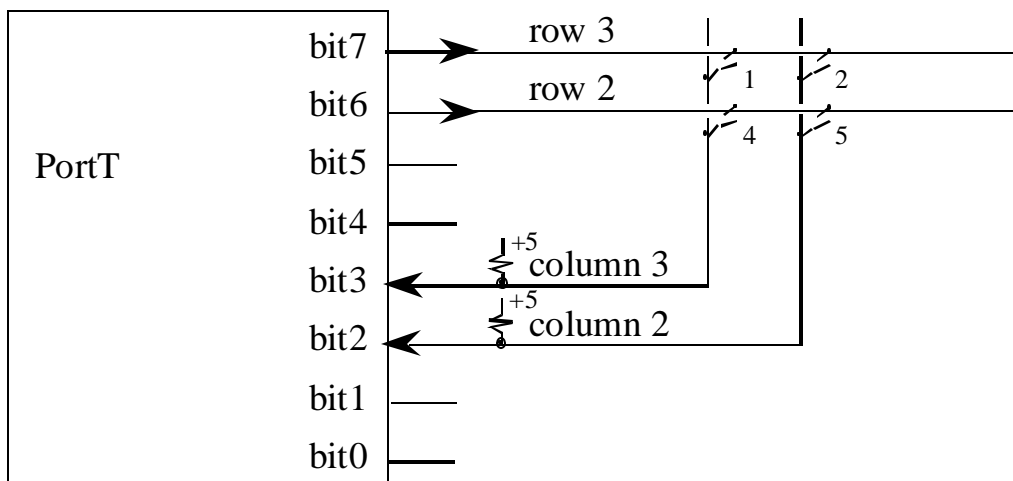 bit7 row 3
1 2
bit6 row 2
4 5
bit5
PortT
bit4
+5
bit3 column 3
+5
bit2 column 2
bit1
bit0